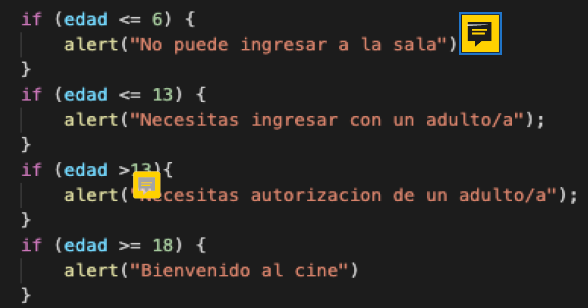 if (edad <= 6) {
alert("No puede ingresar a la sala")
}
if (edad <= 13) {
alert("Necesitas ingresar con un adulto/a");
}
if (edad >13){
alert("Necesitas autorizacion de un adulto/a");
}
if (edad >= 18) {
alert("Bienvenido al cine")
}